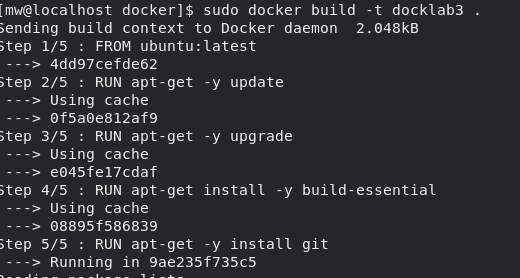 [mw@localhost docker]$ sudo docker build -t docklab3 .
Sending build context to Docker daemon  2.048kB
Step 1/5 : FROM ubuntu:latest
 ---> 4dd97cefde62
Step 2/5 : RUN apt-get -y update
 ---> Using cache
 ---> 0f5a0e812af9
Step 3/5 : RUN apt-get -y upgrade
 ---> Using cache
 ---> e045fe17cdaf
Step 4/5 : RUN apt-get install -y build-essential
 ---> Using cache
 ---> 08895f586839
Step 5/5 : RUN apt-get -y install git
 ---> Running in 9ae235f735c5
Reading package lists